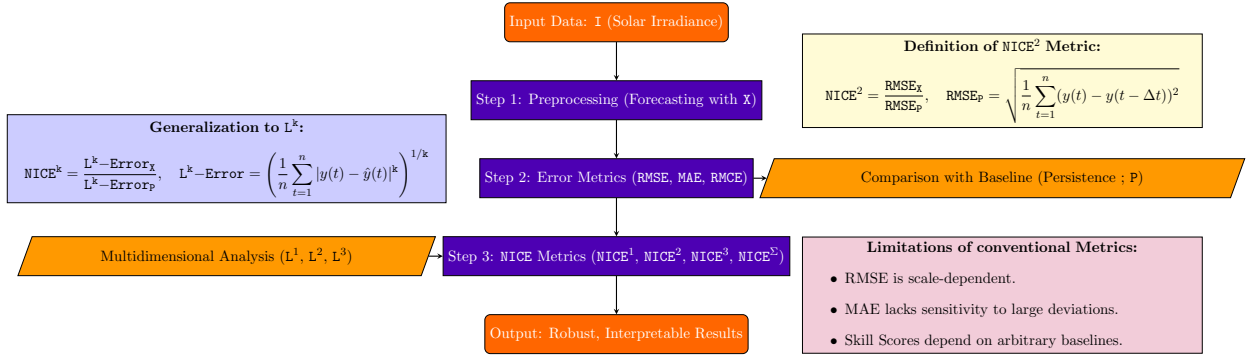 Input Data: I (Solar Irradiance)
Definition of NICE² Metric:
NICE² = RMSE_X / RMSE_P, RMSE_P = √(1/n ∑_{t=1}^{n} (y(t) − y(t − Δt))²)
Step 1: Preprocessing (Forecasting with X)
Generalization to L^k:
NICE^k = L^k−Error_X / L^k−Error_P, L^k−Error = (1/n ∑_{t=1}^{n} |y(t) − ŷ(t)|^k)^{1/k}
Step 2: Error Metrics (RMSE, MAE, RMCE)
Comparison with Baseline (Persistence ; P)
Multidimensional Analysis (L¹, L², L³)
Step 3: NICE Metrics (NICE¹, NICE², NICE³, NICE^Σ)
Limitations of conventional Metrics:
• RMSE is scale-dependent.
• MAE lacks sensitivity to large deviations.
• Skill Scores depend on arbitrary baselines.
Output: Robust, Interpretable Results